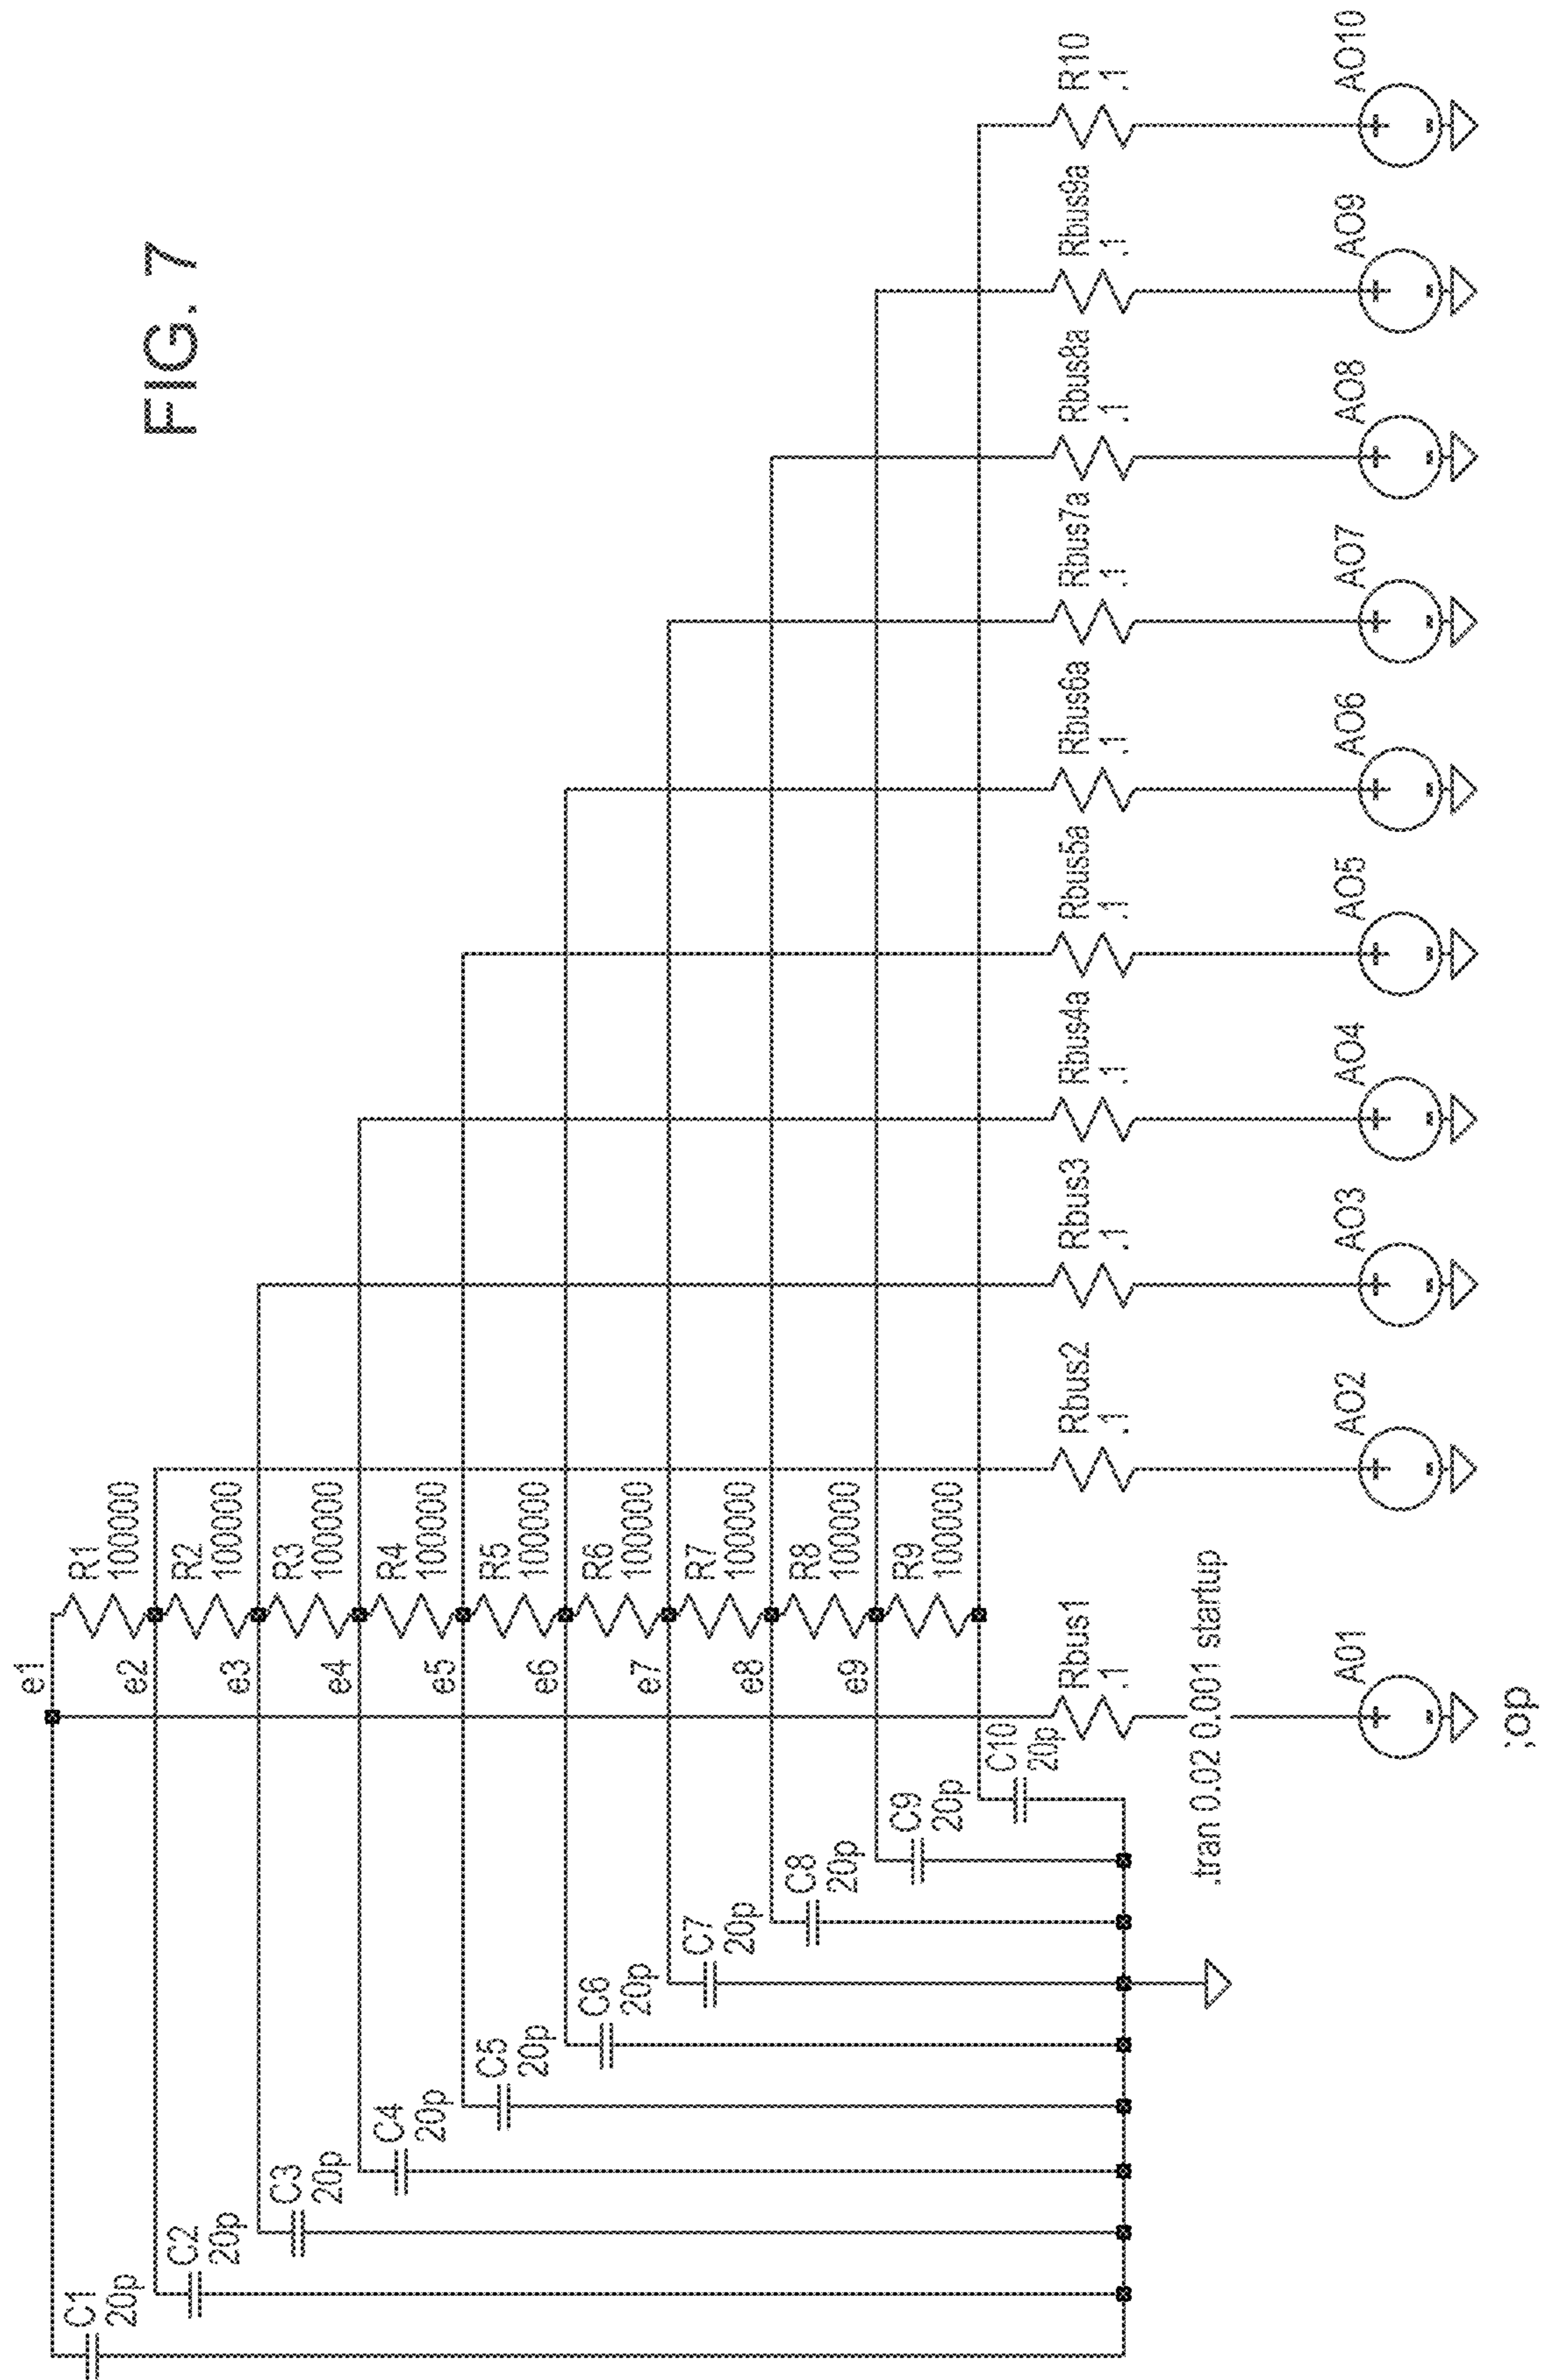 FIG. 7
e1
R1
100000
e2
R2
100000
e3
R3
100000
e4
R4
100000
e5
R5
100000
e6
R6
100000
e7
R7
100000
e8
R8
100000
e9
R9
100000
C1
20p
C2
20p
C3
20p
C4
20p
C5
20p
C6
20p
C7
20p
C8
20p
C9
20p
C10
20p
Rbus1
.1
Rbus2
.1
Rbus3
.1
Rbus4a
.1
Rbus5a
.1
Rbus6a
.1
Rbus7a
.1
Rbus8a
.1
Rbus9a
.1
R10
.1
.tran 0.02 0.001 startup
A01
+
-
AO2
+
-
AO3
+
-
AO4
+
-
AO5
+
-
AO6
+
-
AO7
+
-
AO8
+
-
AO9
+
-
AO10
+
-
;op